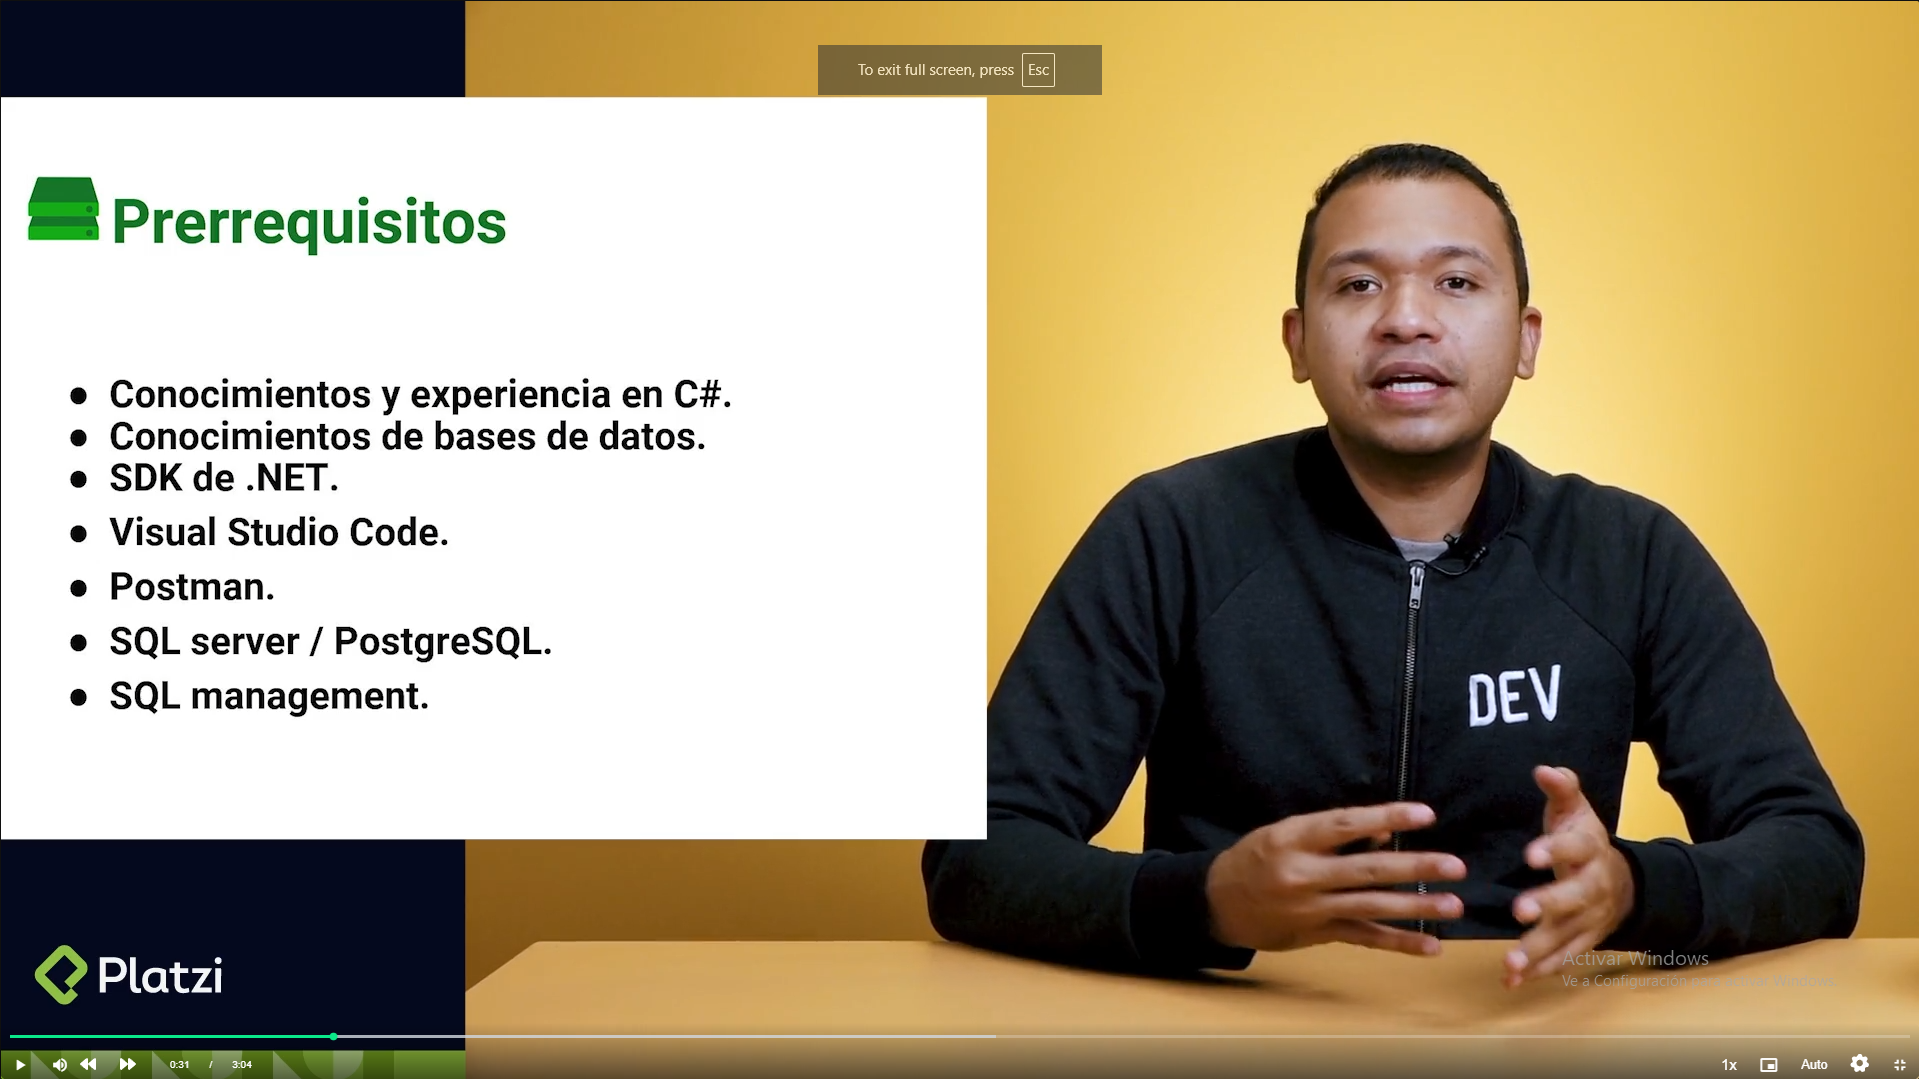 To exit full screen, press Esc
Prerrequisitos
● Conocimientos y experiencia en C#.
● Conocimientos de bases de datos.
● SDK de .NET.
● Visual Studio Code.
● Postman.
● SQL server / PostgreSQL.
● SQL management.
DEV
Platzi
Activar Windows
Ve a Configuración para activar Windows.
0:31 / 3:04
1x
Auto